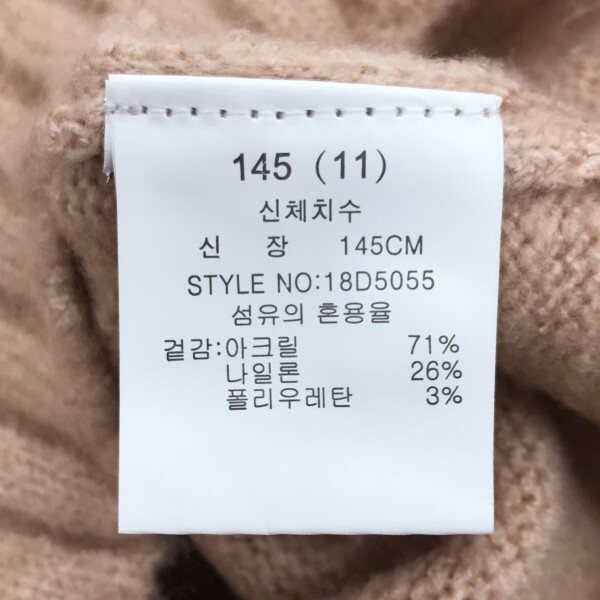 145 (11)
신체치수
신 장 145CM
STYLE NO:18D5055
섬유의 혼용율
겉감:아크릴 71%
나일론 26%
폴리우레탄 3%